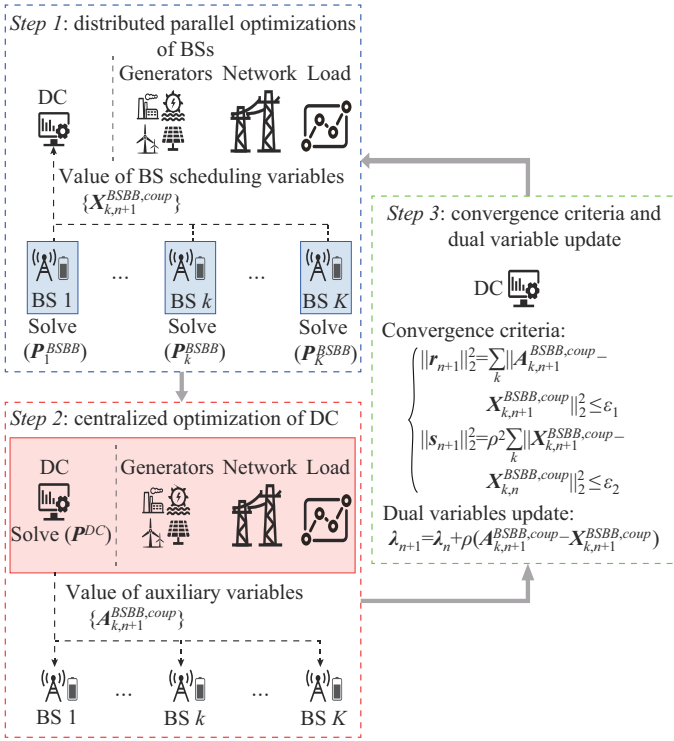 Step 1: distributed parallel optimizations
of BSs
Generators Network Load
DC
Value of BS scheduling variables
{X_{k,n+1}^{BSBB,coup}}
... ...
BS 1 BS k BS K
Solve Solve Solve
(P_1^{BSBB}) (P_k^{BSBB}) (P_K^{BSBB})
Step 2: centralized optimization of DC
DC Generators Network Load
Solve (P^{DC})
Value of auxiliary variables
{A_{k,n+1}^{BSBB,coup}}
... ...
BS 1 BS k BS K
Step 3: convergence criteria and
dual variable update
DC
Convergence criteria:
||r_{n+1}||_2^2=∑_k||A_{k,n+1}^{BSBB,coup}−
X_{k,n+1}^{BSBB,coup}||_2^2≤ε_1
||s_{n+1}||_2^2=ρ^2∑_k||X_{k,n+1}^{BSBB,coup}−
X_{k,n}^{BSBB,coup}||_2^2≤ε_2
Dual variables update:
λ_{n+1}=λ_n+ρ(A_{k,n+1}^{BSBB,coup}−X_{k,n+1}^{BSBB,coup})